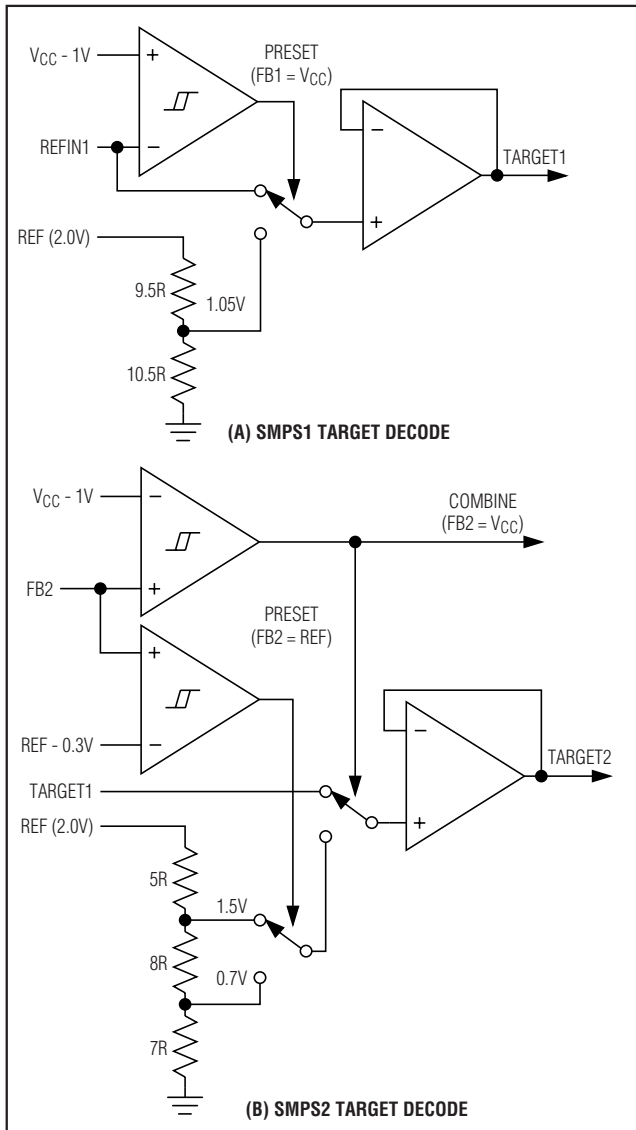 VCC - 1V
+
PRESET
(FB1 = VCC)
REFIN1
-
-
TARGET1
+
REF (2.0V)
9.5R
1.05V
10.5R
(A) SMPS1 TARGET DECODE
VCC - 1V
-
COMBINE
(FB2 = VCC)
FB2
+
PRESET
(FB2 = REF)
+
REF - 0.3V
-
-
TARGET2
TARGET1
+
REF (2.0V)
5R
1.5V
8R
0.7V
7R
(B) SMPS2 TARGET DECODE